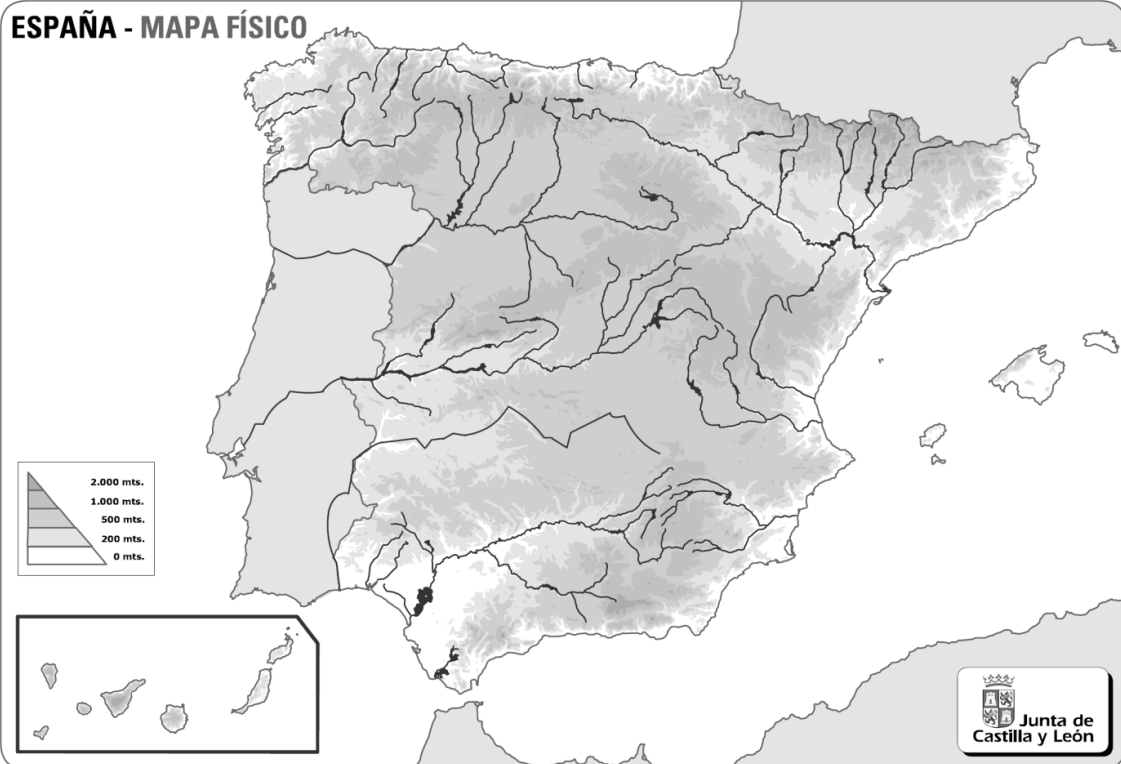 ESPAÑA - MAPA FÍSICO
2.000 mts.
1.000 mts.
500 mts.
200 mts.
0 mts.
Junta de
Castilla y León